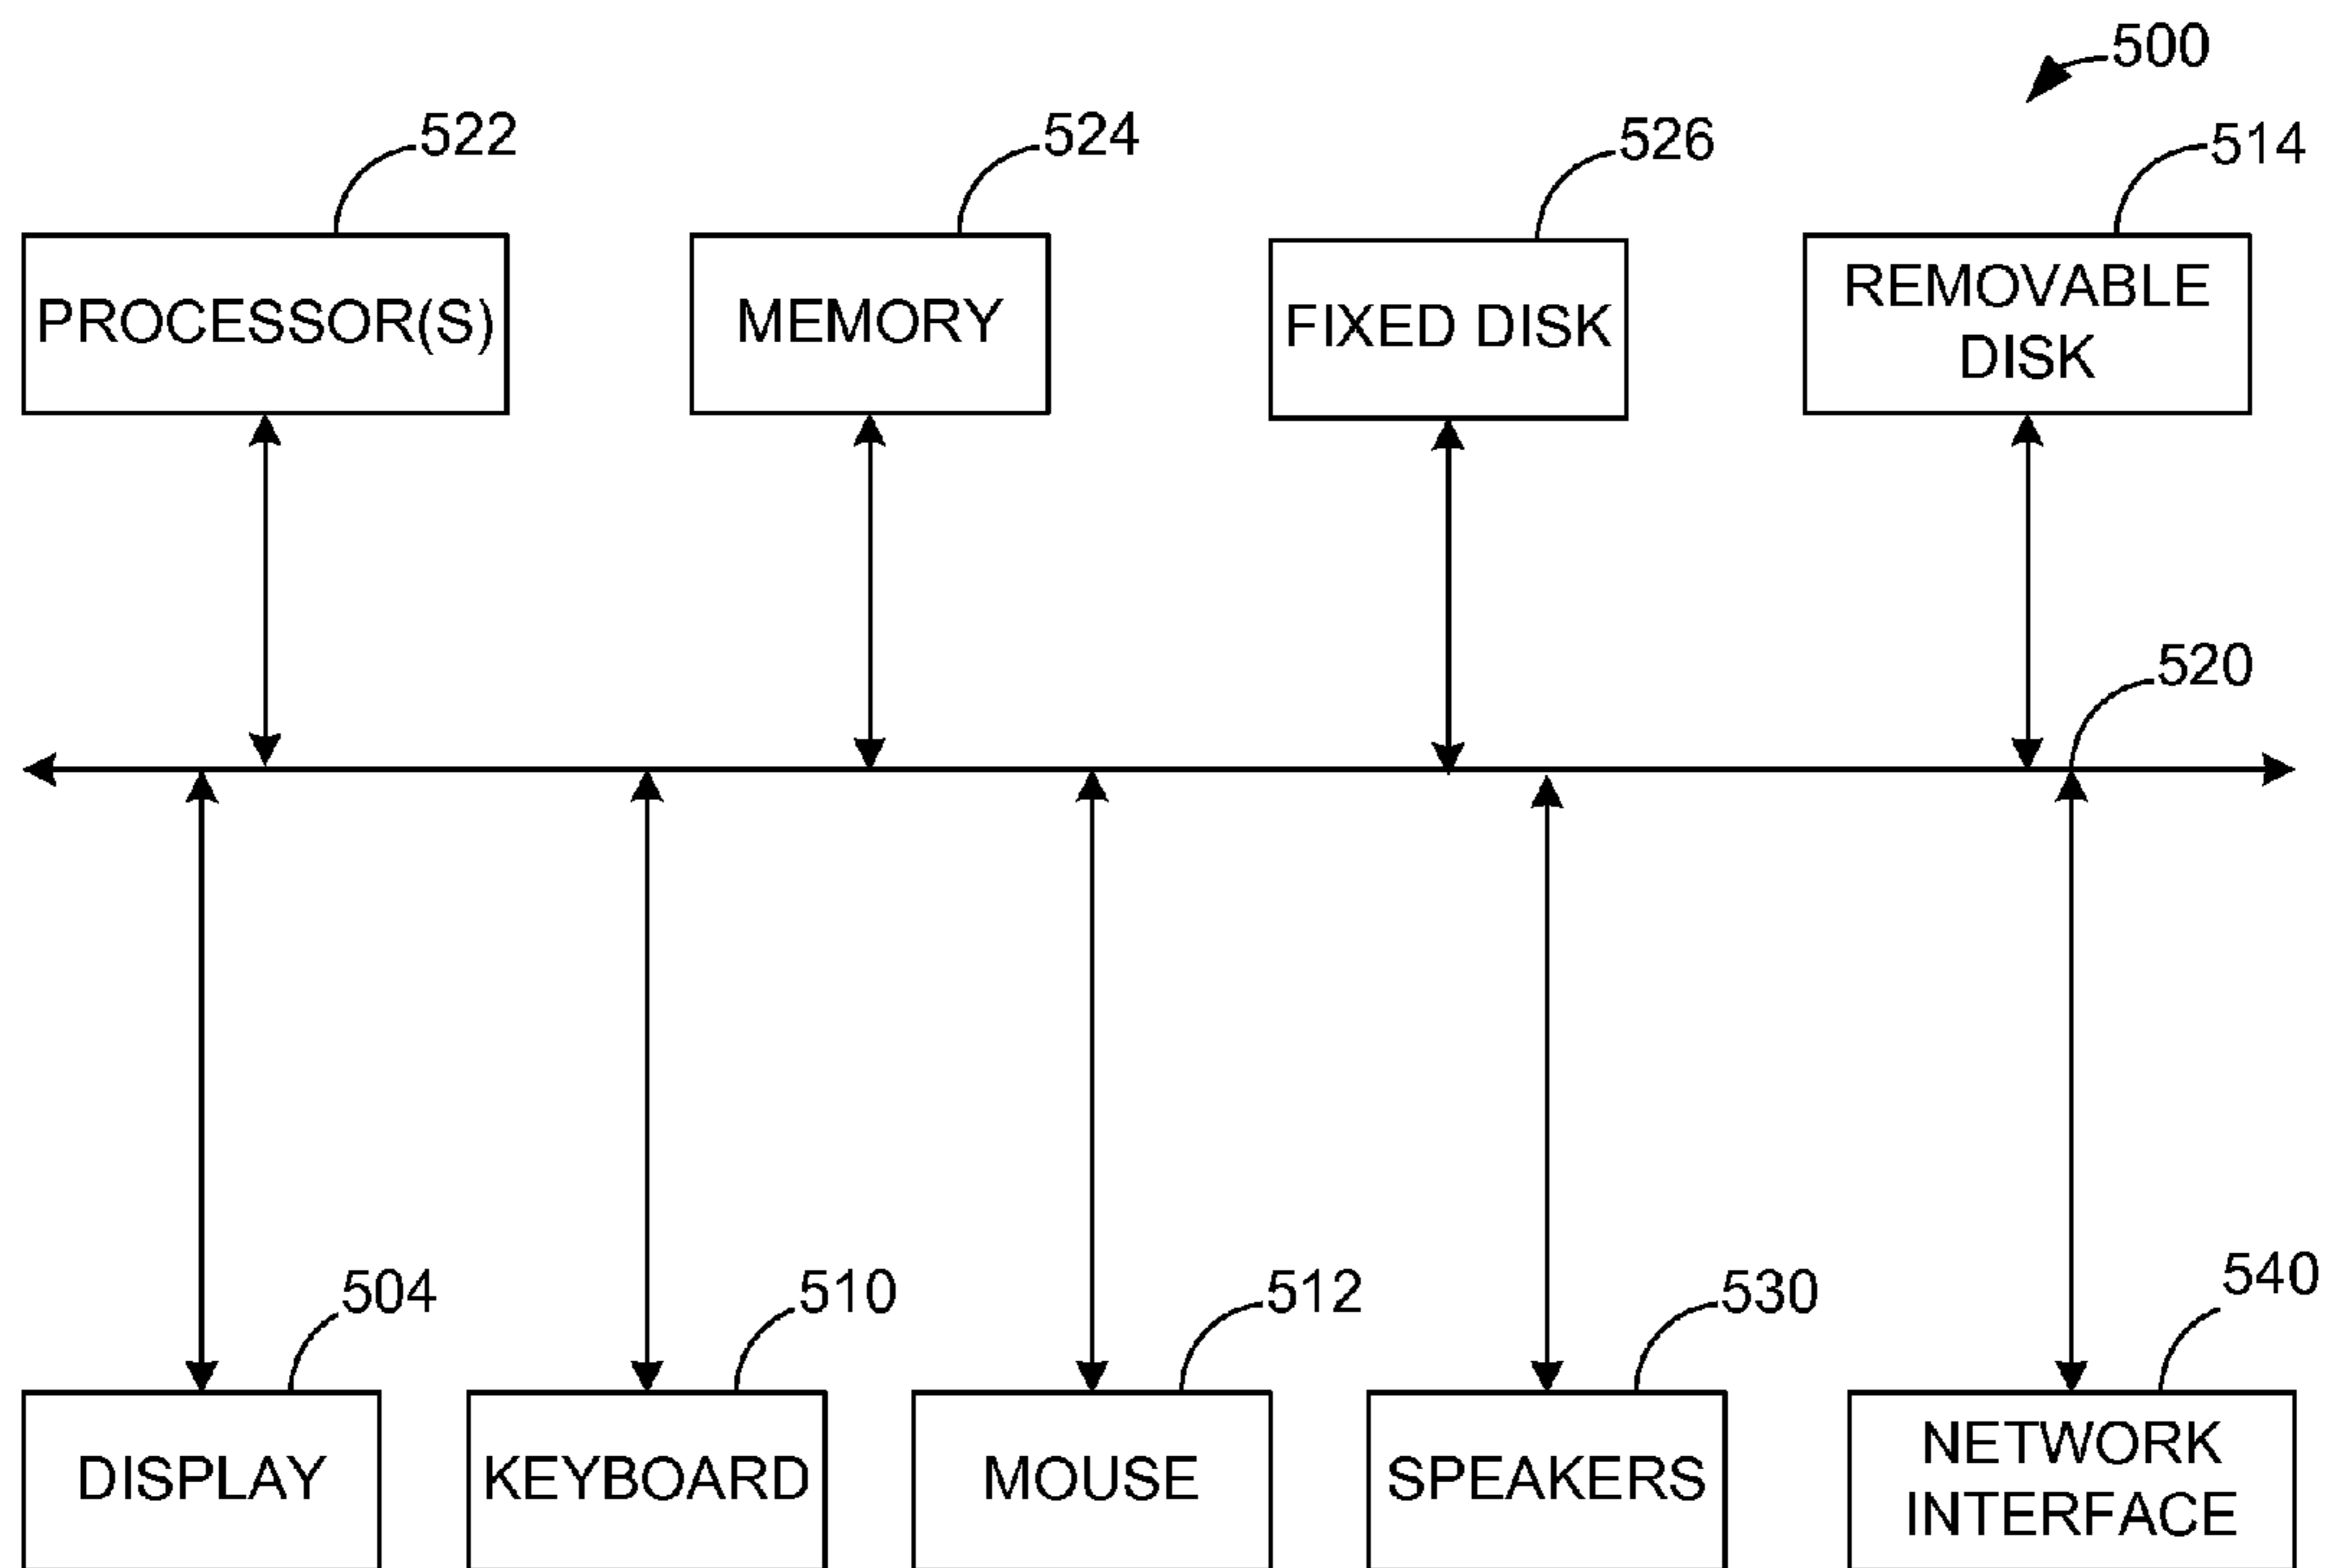 500
522
524
526
514
PROCESSOR(S)
MEMORY
FIXED DISK
REMOVABLE
DISK
520
504
510
512
530
540
DISPLAY
KEYBOARD
MOUSE
SPEAKERS
NETWORK
INTERFACE